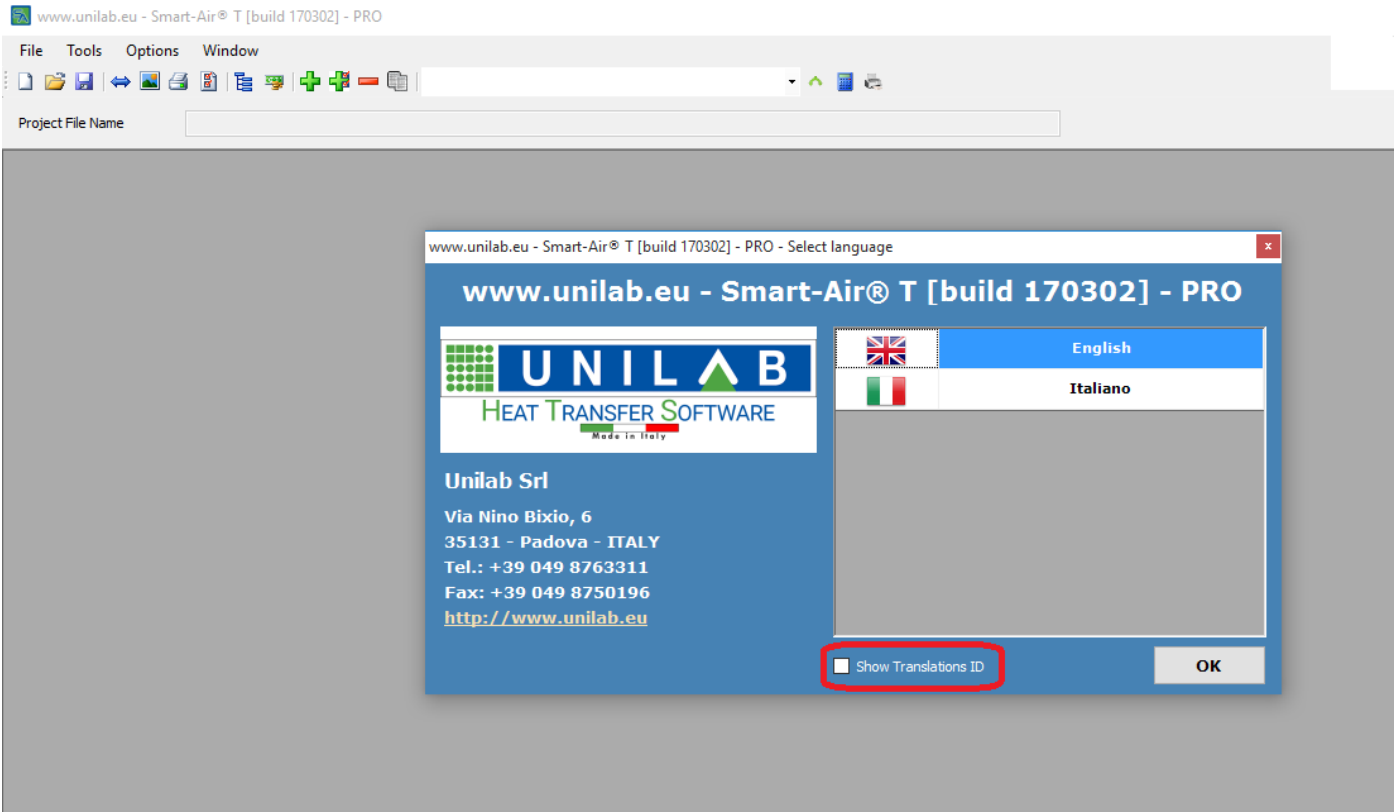 www.unilab.eu - Smart-Air® T [build 170302] - PRO
File Tools Options Window
Project File Name
www.unilab.eu - Smart-Air® T [build 170302] - PRO - Select language
x
www.unilab.eu - Smart-Air® T [build 170302] - PRO
UNILAB
HEAT TRANSFER SOFTWARE
Made in Italy
English
Italiano
Unilab Srl
Via Nino Bixio, 6
35131 - Padova - ITALY
Tel.: +39 049 8763311
Fax: +39 049 8750196
http://www.unilab.eu
Show Translations ID
OK